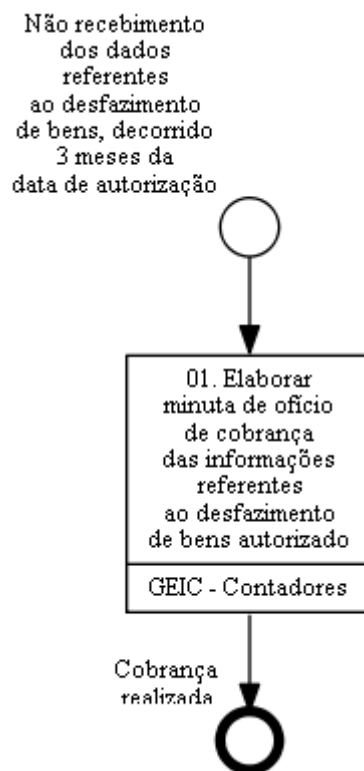 Não recebimento
dos dados
referentes
ao desfazimento
de bens, decorrido
3 meses da
data de autorização
01. Elaborar
minuta de ofício
de cobrança
das informações
referentes
ao desfazimento
de bens autorizado
GEIC - Contadores
Cobrança
realizada